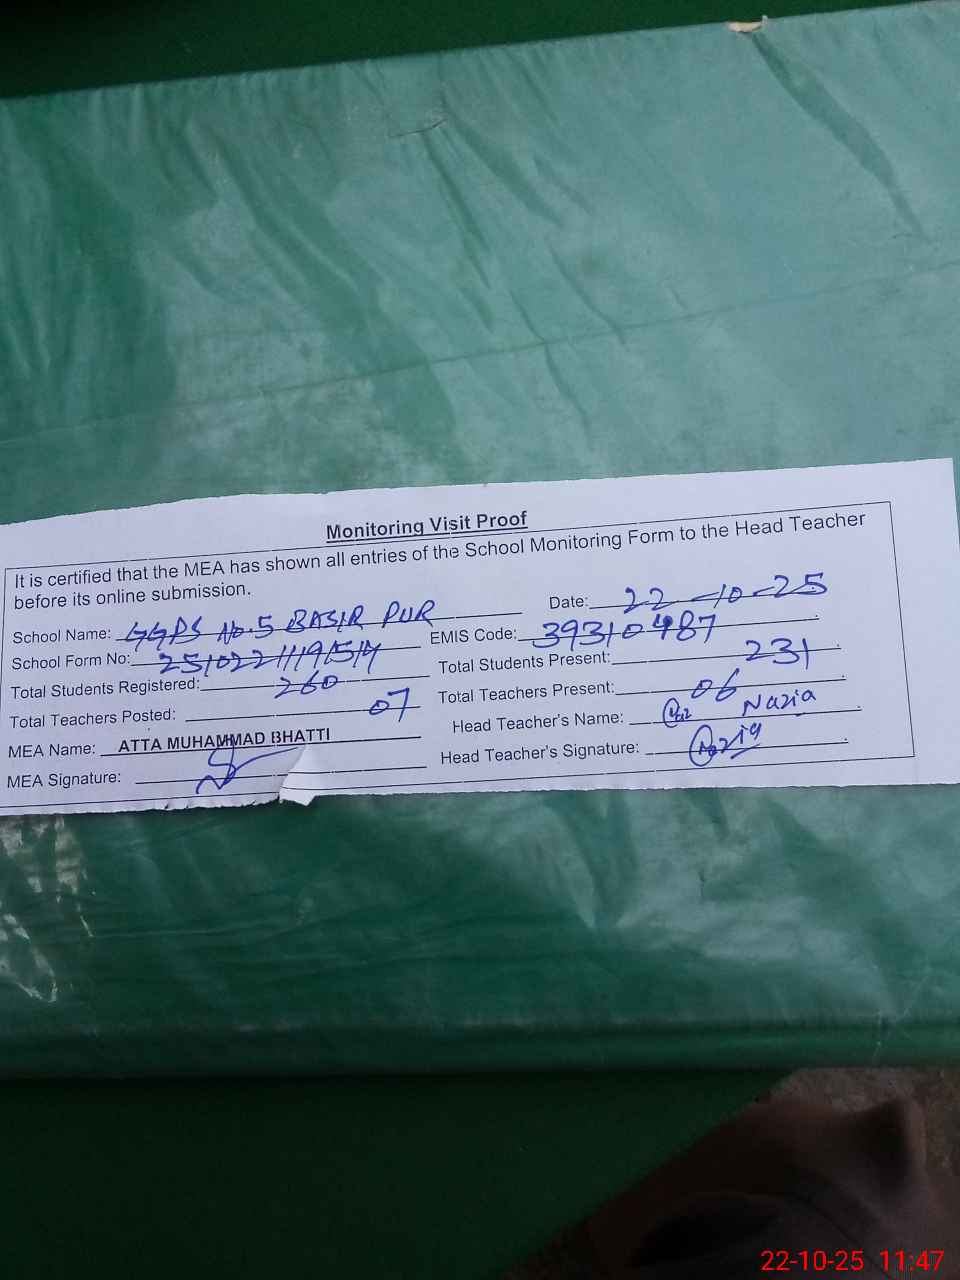 Monitoring Visit Proof
It is certified that the MEA has shown all entries of the School Monitoring Form to the Head Teacher
before its online submission.
Date: 22-10-25
School Name: GGPS No.5 BASIR PUR
EMIS Code: 39310487
School Form No:
Total Students Present: 231
Total Students Registered: 260
Total Teachers Present: 06
Total Teachers Posted: 07
Head Teacher's Name: Nazia
MEA Name: ATTA MUHAMMAD BHATTI
Head Teacher's Signature: Nazia
MEA Signature:
22-10-25 11:47